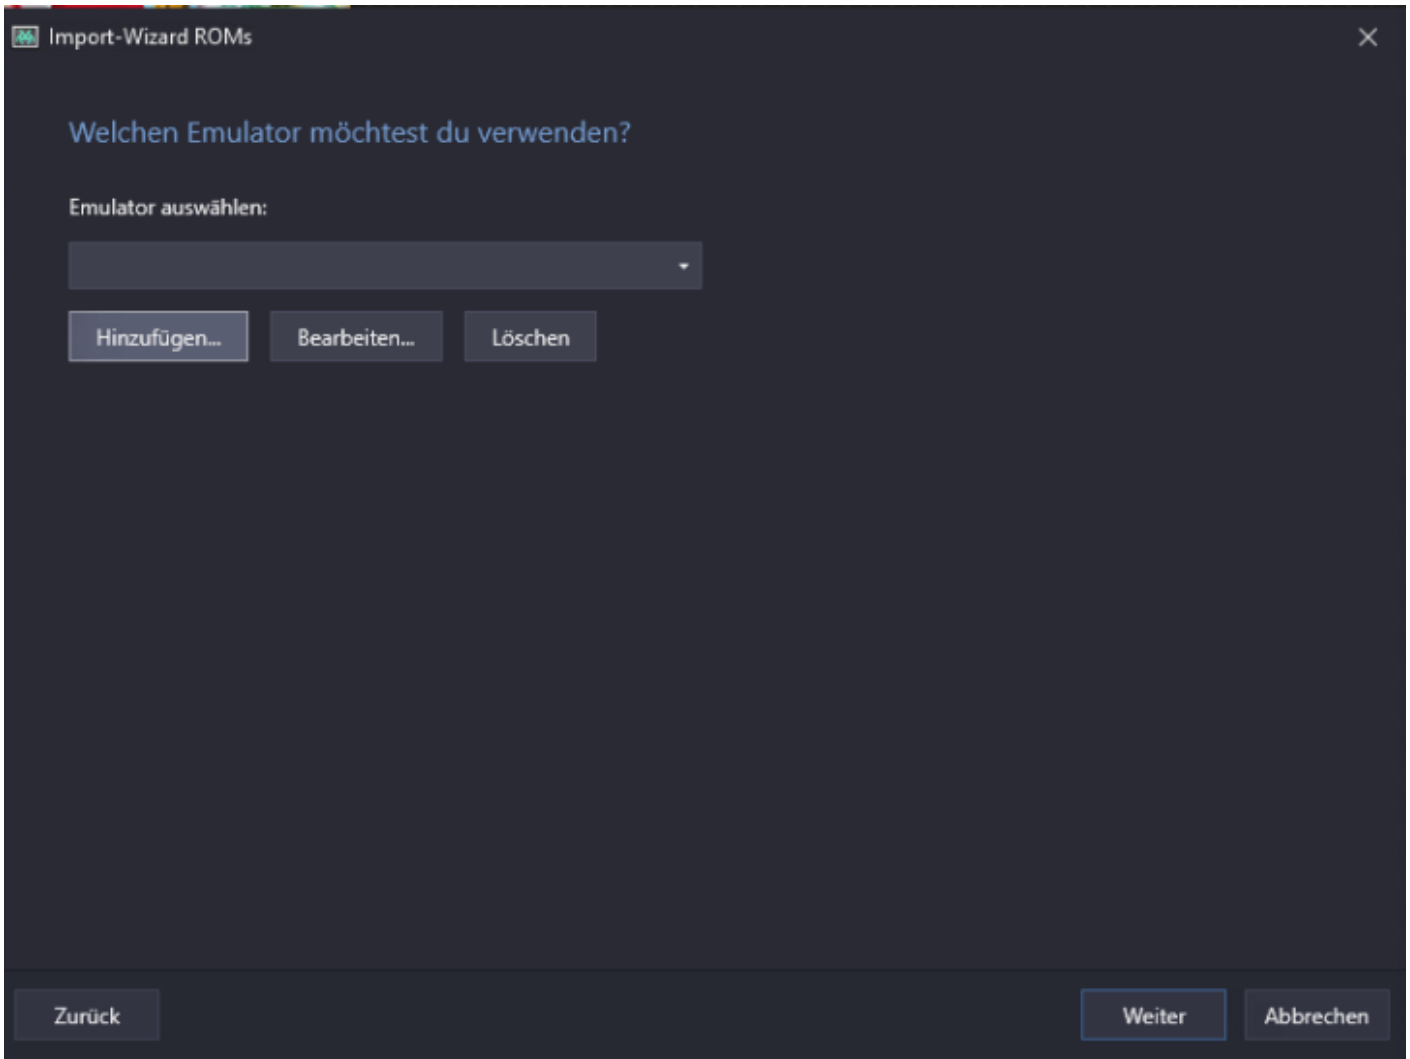 Import-Wizard ROMs
Welchen Emulator möchtest du verwenden?
Emulator auswählen:
Hinzufügen... Bearbeiten... Löschen
Zurück Weiter Abbrechen